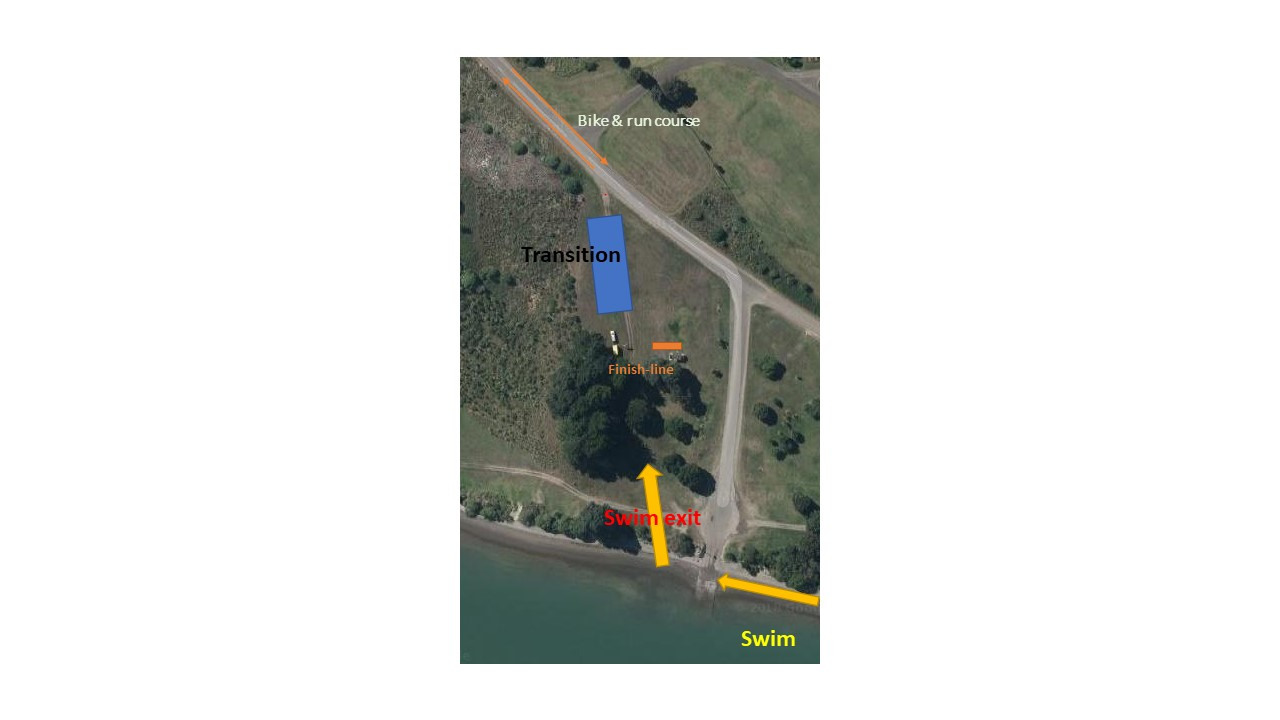 Bike & run course
Transition
Finish-line
Swim exit
Swim